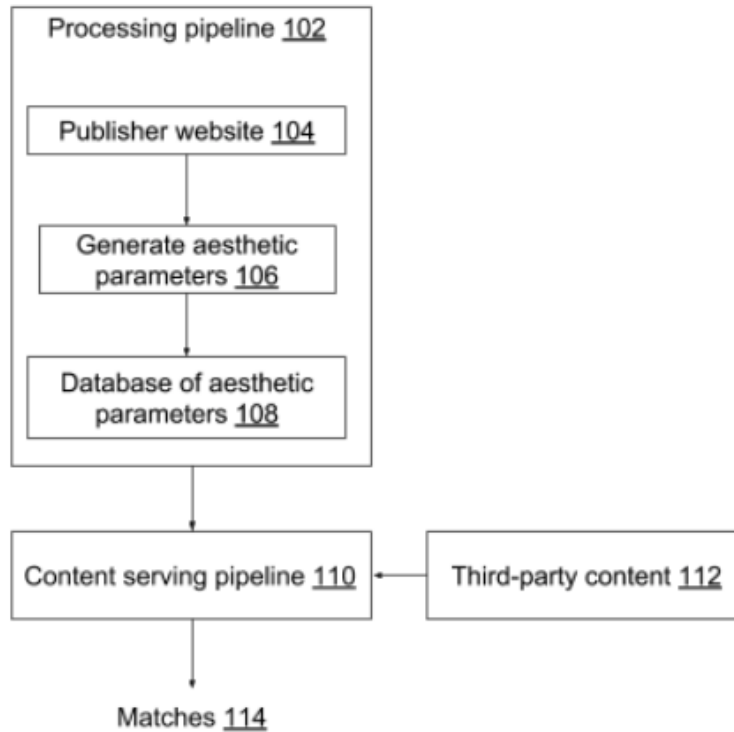 Processing pipeline 102
Publisher website 104
Generate aesthetic
parameters 106
Database of aesthetic
parameters 108
Content serving pipeline 110
Third-party content 112
Matches 114